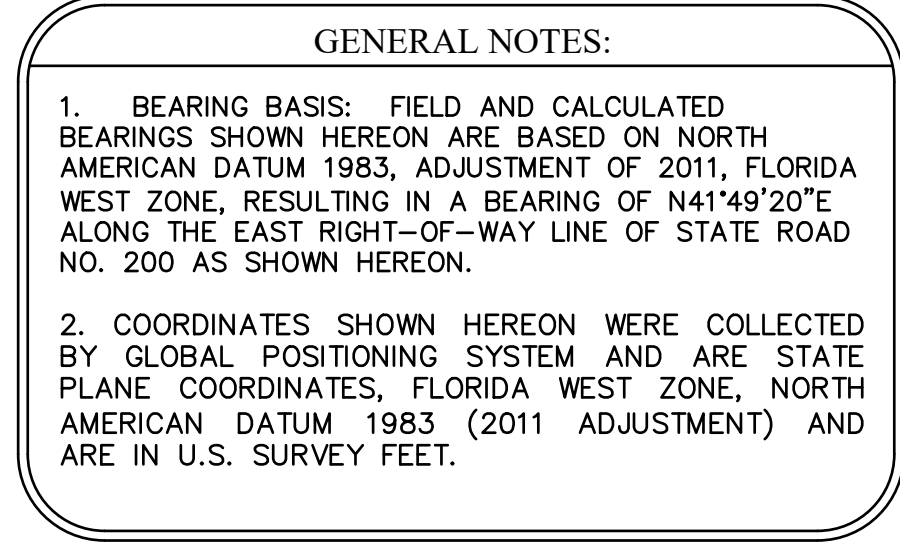 GENERAL NOTES:
1. BEARING BASIS: FIELD AND CALCULATED
BEARINGS SHOWN HEREON ARE BASED ON NORTH
AMERICAN DATUM 1983, ADJUSTMENT OF 2011, FLORIDA
WEST ZONE, RESULTING IN A BEARING OF N41°49'20"E
ALONG THE EAST RIGHT-OF-WAY LINE OF STATE ROAD
NO. 200 AS SHOWN HEREON.
2. COORDINATES SHOWN HEREON WERE COLLECTED
BY GLOBAL POSITIONING SYSTEM AND ARE STATE
PLANE COORDINATES, FLORIDA WEST ZONE, NORTH
AMERICAN DATUM 1983 (2011 ADJUSTMENT) AND
ARE IN U.S. SURVEY FEET.